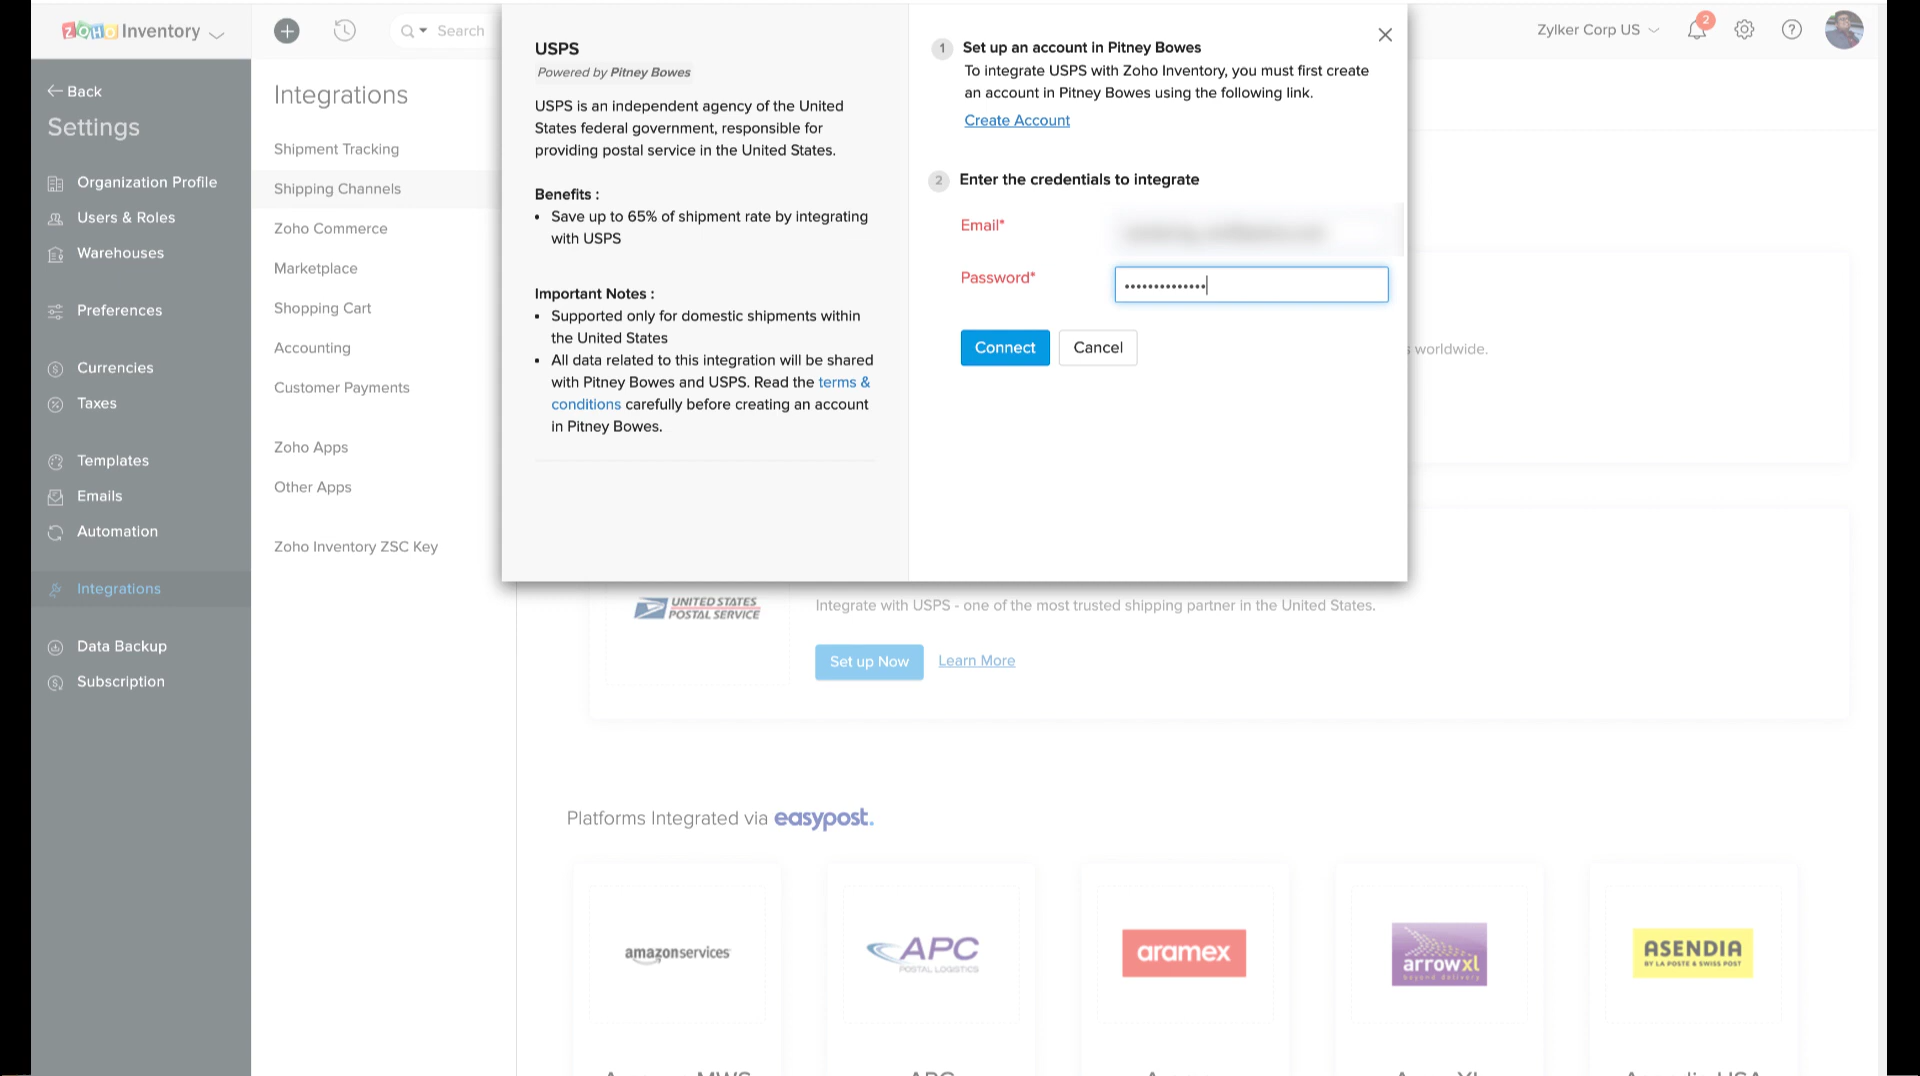 ZOHO Inventory
Search
Zylker Corp US
2
?
Back
Settings
Organization Profile
Users & Roles
Warehouses
Preferences
Currencies
Taxes
Templates
Emails
Automation
Integrations
Data Backup
Subscription
Integrations
Shipment Tracking
Shipping Channels
Zoho Commerce
Marketplace
Shopping Cart
Accounting
Customer Payments
Zoho Apps
Other Apps
Zoho Inventory ZSC Key
USPS
Powered by Pitney Bowes
USPS is an independent agency of the United
States federal government, responsible for
providing postal service in the United States.
Benefits :
• Save up to 65% of shipment rate by integrating
with USPS
Important Notes :
• Supported only for domestic shipments within
the United States
• All data related to this integration will be shared
with Pitney Bowes and USPS. Read the terms &
conditions carefully before creating an account
in Pitney Bowes.
1 Set up an account in Pitney Bowes
To integrate USPS with Zoho Inventory, you must first create
an account in Pitney Bowes using the following link.
Create Account
2 Enter the credentials to integrate
Email*
Password* ••••••••••••••
Connect Cancel
worldwide.
UNITED STATES
POSTAL SERVICE
Integrate with USPS - one of the most trusted shipping partner in the United States.
Set up Now Learn More
Platforms Integrated via easypost.
amazonservices
APC
POSTAL LOGISTICS
aramex
arrowxl
beyond delivery
ASENDIA
BY LA POSTE & SWISS POST